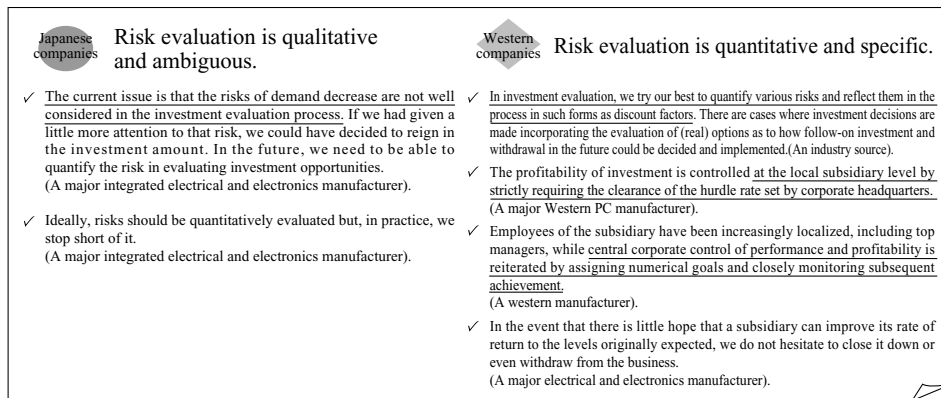 Japanese
companies
Risk evaluation is qualitative
and ambiguous.
✓ The current issue is that the risks of demand decrease are not well
considered in the investment evaluation process. If we had given a
little more attention to that risk, we could have decided to reign in
the investment amount. In the future, we need to be able to
quantify the risk in evaluating investment opportunities.
(A major integrated electrical and electronics manufacturer).
✓ Ideally, risks should be quantitatively evaluated but, in practice, we
stop short of it.
(A major integrated electrical and electronics manufacturer).
Western
companies
Risk evaluation is quantitative and specific.
✓ In investment evaluation, we try our best to quantify various risks and reflect them in the
process in such forms as discount factors. There are cases where investment decisions are
made incorporating the evaluation of (real) options as to how follow-on investment and
withdrawal in the future could be decided and implemented.(An industry source).
✓ The profitability of investment is controlled at the local subsidiary level by
strictly requiring the clearance of the hurdle rate set by corporate headquarters.
(A major Western PC manufacturer).
✓ Employees of the subsidiary have been increasingly localized, including top
managers, while central corporate control of performance and profitability is
reiterated by assigning numerical goals and closely monitoring subsequent
achievement.
(A western manufacturer).
✓ In the event that there is little hope that a subsidiary can improve its rate of
return to the levels originally expected, we do not hesitate to close it down or
even withdraw from the business.
(A major electrical and electronics manufacturer).